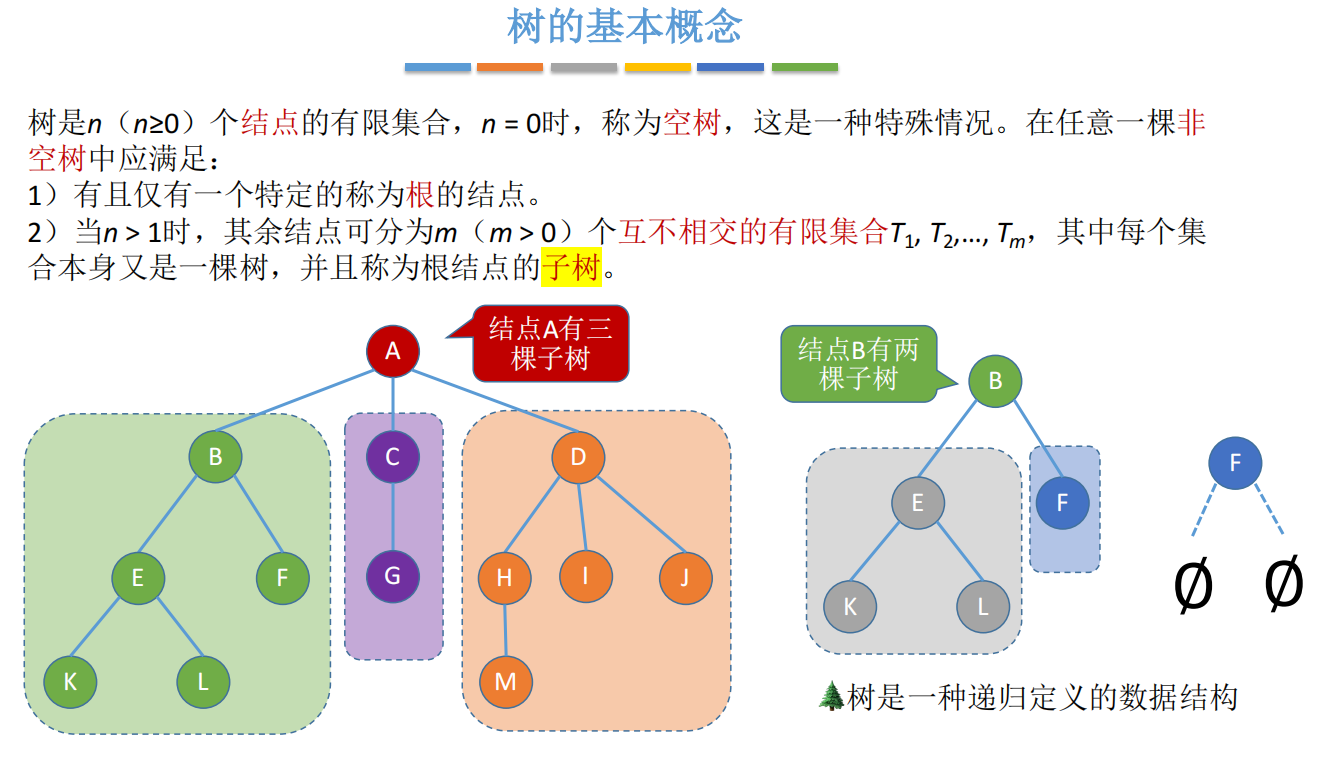 树的基本概念
树是n（n≥0）个结点的有限集合，n = 0时，称为空树，这是一种特殊情况。在任意一棵非
空树中应满足：
1）有且仅有一个特定的称为根的结点。
2）当n > 1时，其余结点可分为m（m > 0）个互不相交的有限集合T1, T2,…, Tm，其中每个集
合本身又是一棵树，并且称为根结点的子树。
结点A有三
棵子树
A
B
C
D
E
F
G
H
I
J
K
L
M
结点B有两
棵子树
B
E
F
K
L
F
∅ ∅
🌲树是一种递归定义的数据结构